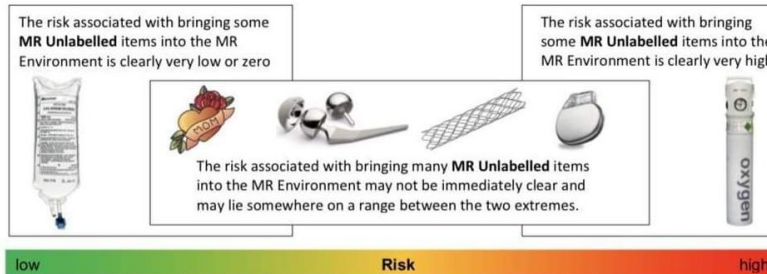 The risk associated with bringing some
MR Unlabelled items into the MR
Environment is clearly very low or zero
The risk associated with bringing
some MR Unlabelled items into the
MR Environment is clearly very high
MOM
The risk associated with bringing many MR Unlabelled items
into the MR Environment may not be immediately clear and
may lie somewhere on a range between the two extremes.
oxygen
low
Risk
high